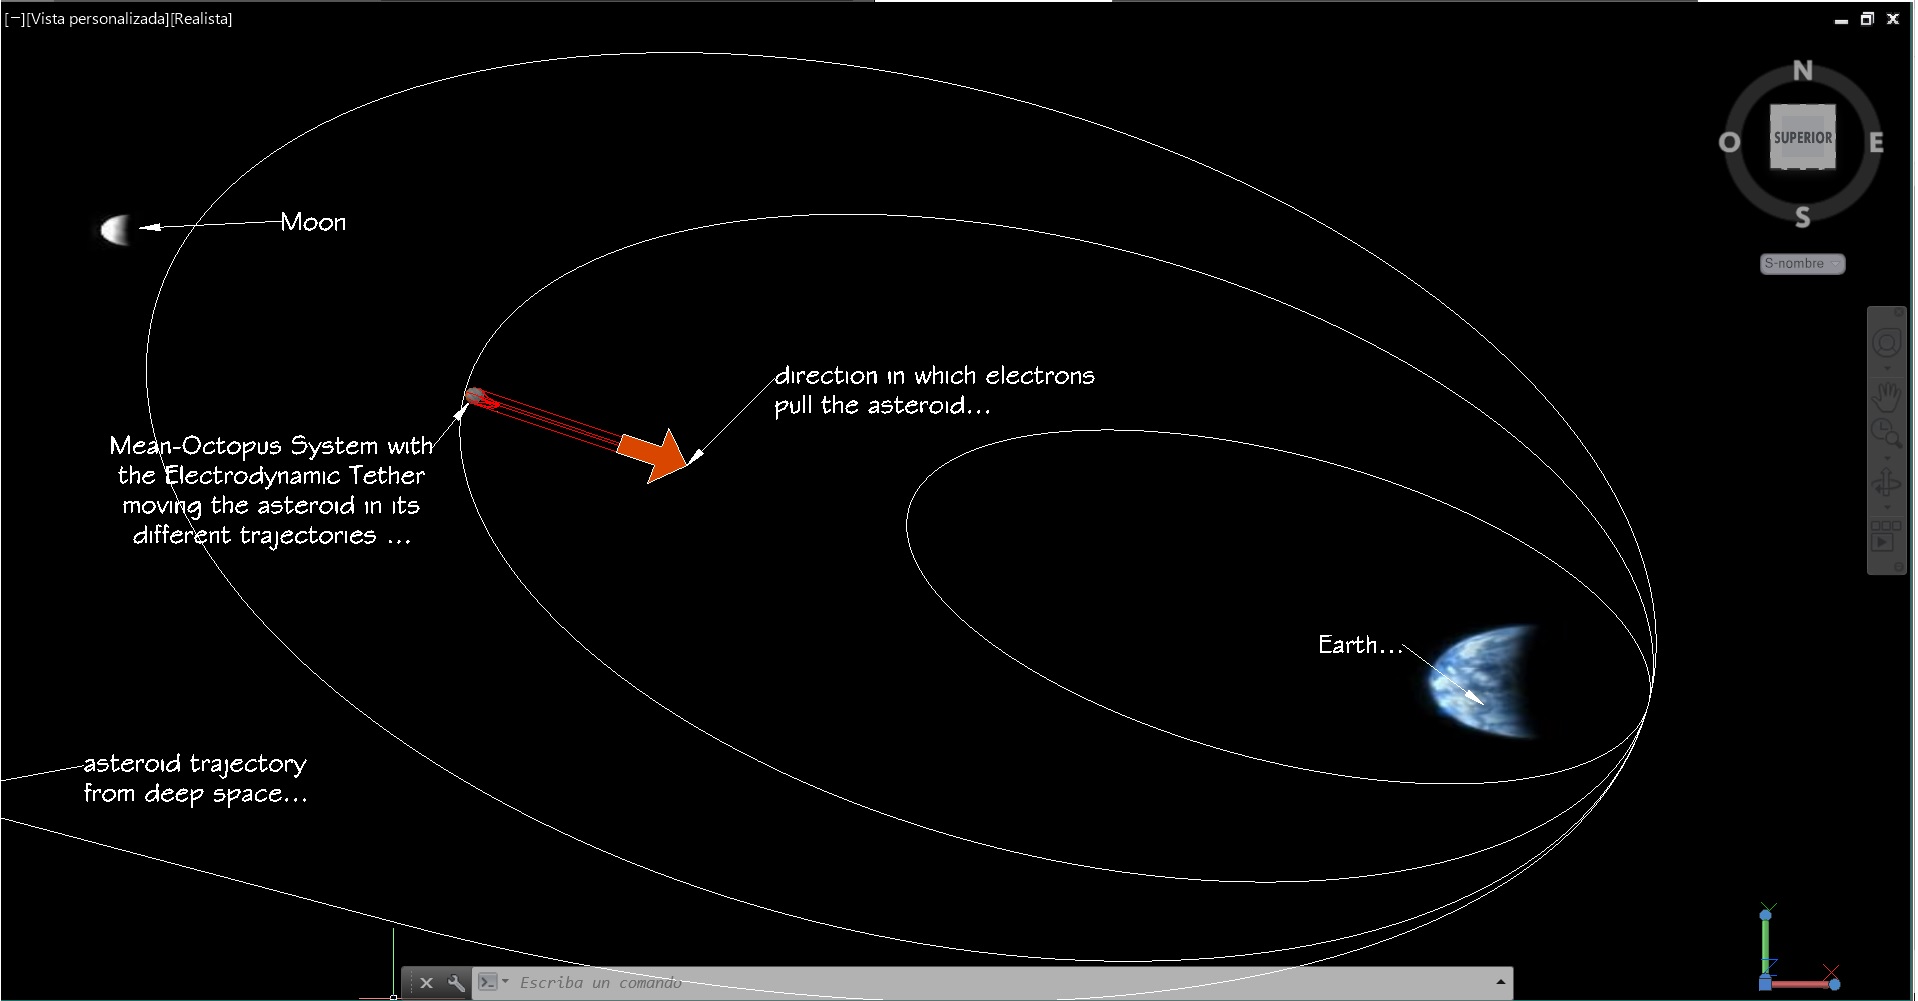 [−][Vista personalizada][Realista]
N
O
SUPERIOR
E
S
S-nombre
Moon
direction in which electrons
pull the asteroid...
Mean-Octopus System with
the Electrodynamic Tether
moving the asteroid in its
different trajectories ...
Earth...
asteroid trajectory
from deep space...
Y
Z
X
Escriba un comando